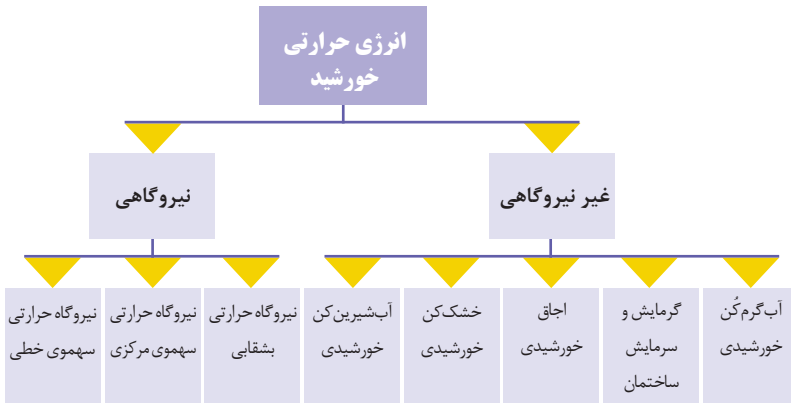 انرژی حرارتی
خورشید
غیر نیروگاهی
نیروگاهی
آب‌گرم‌کُن
خورشیدی
گرمایش و
سرمایش
ساختمان
اجاق
خورشیدی
خشک‌کن
خورشیدی
آب‌شیرین‌کن
خورشیدی
نیروگاه حرارتی
بشقابی
نیروگاه حرارتی
سهموی مرکزی
نیروگاه حرارتی
سهموی خطی